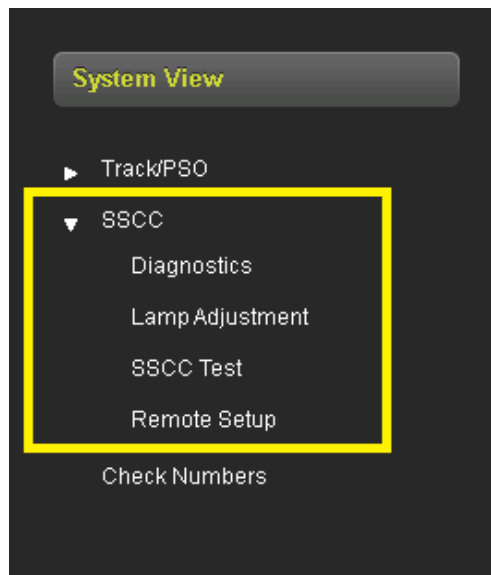 System View
Track/PSO
SSCC
Diagnostics
Lamp Adjustment
SSCC Test
Remote Setup
Check Numbers